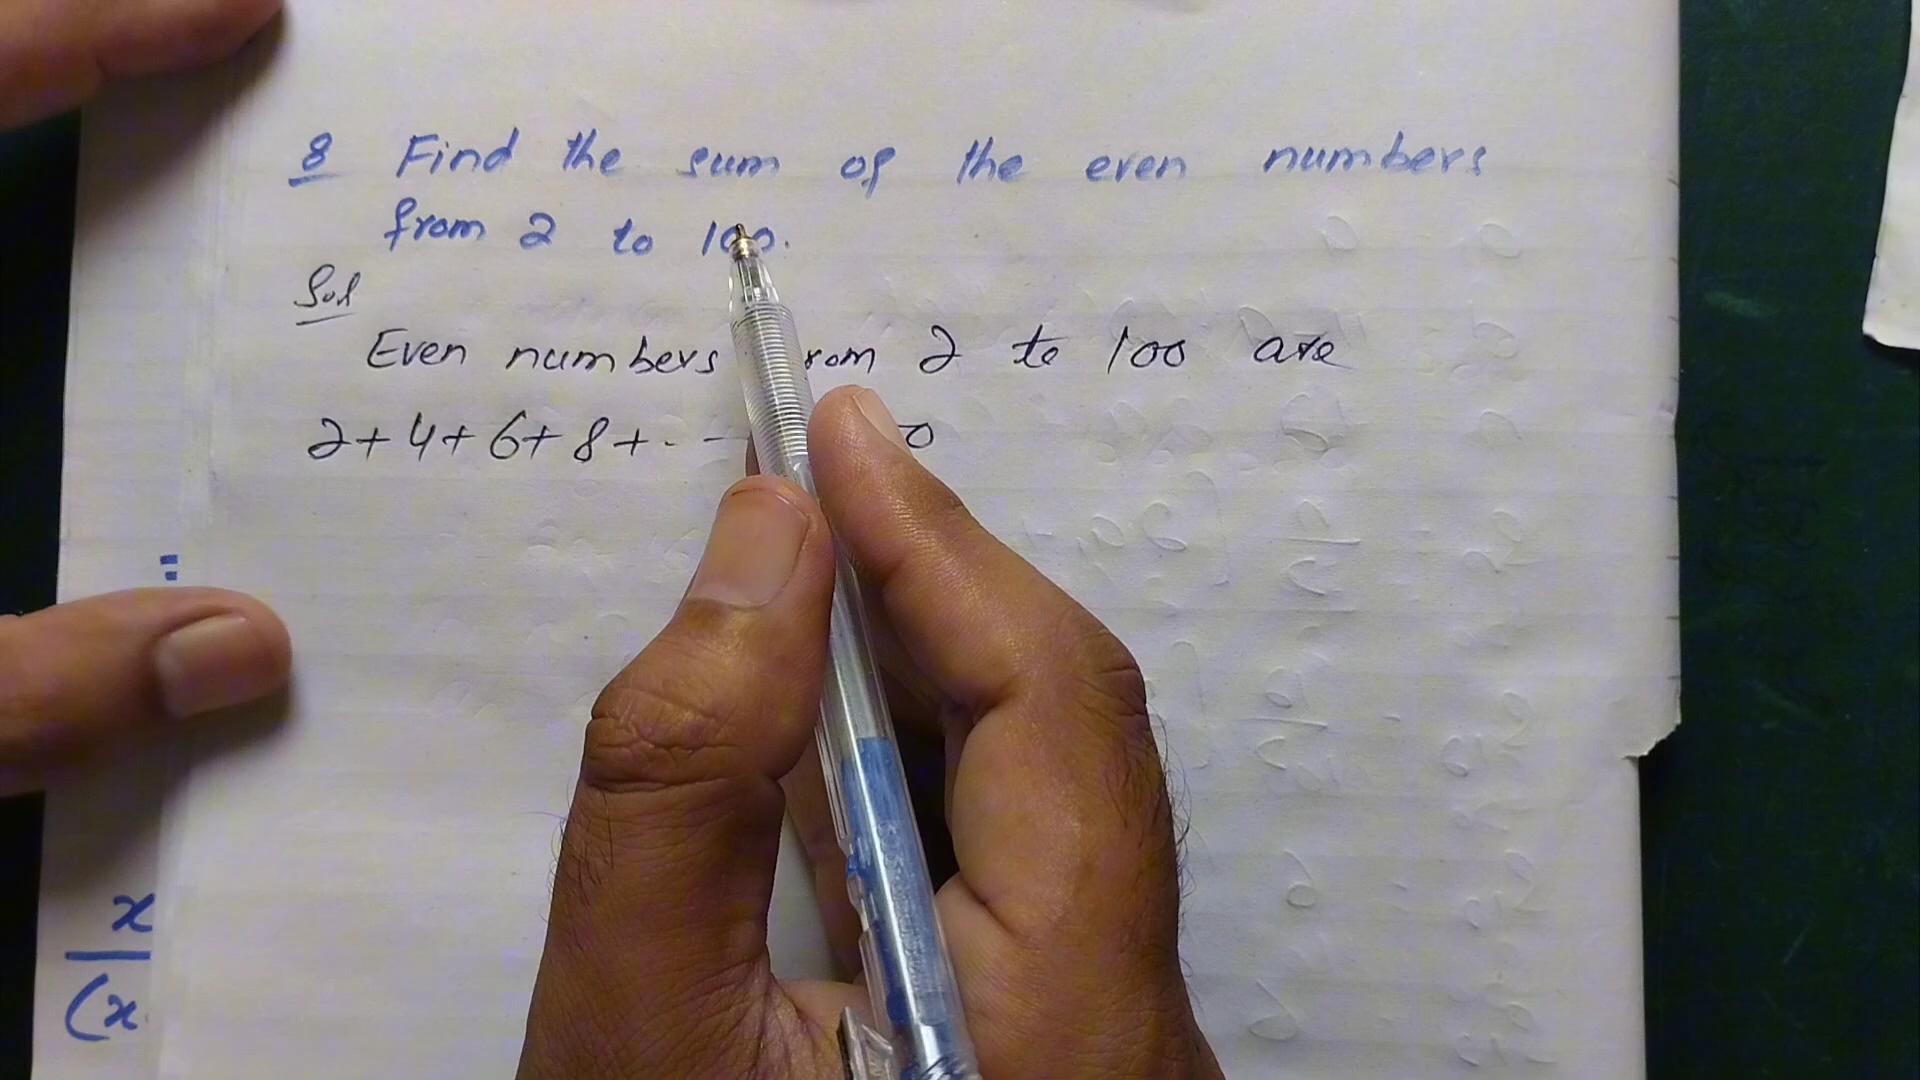 8 Find the sum of the even numbers
from 2 to 100.
Sol
Even numbers from 2 to 100 are
2+4+6+8+.-
=
x
(x